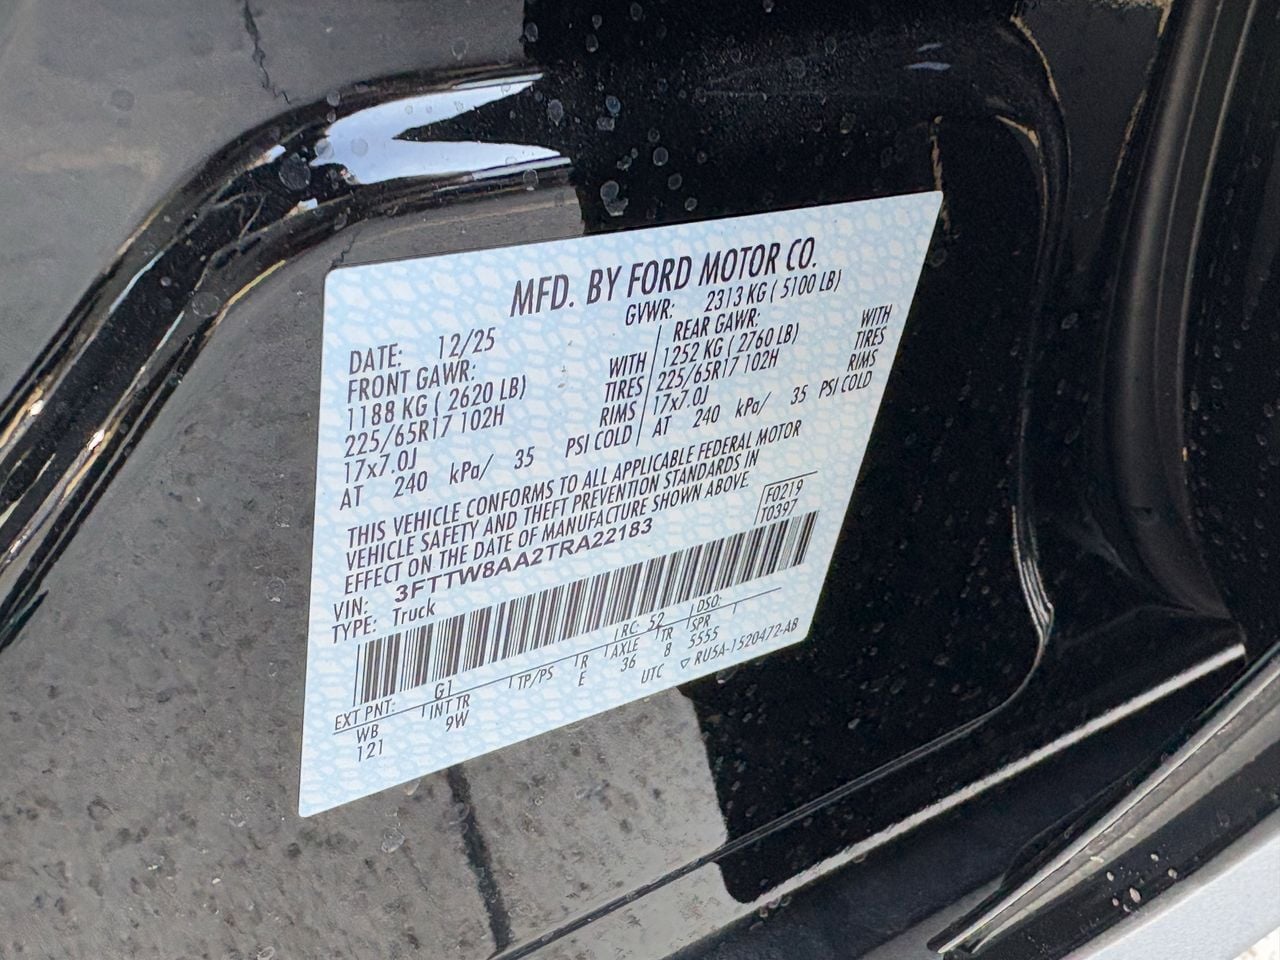 MFD. BY FORD MOTOR CO.
DATE: 12/25 GVWR: 2313 KG ( 5100 LB)
FRONT GAWR: WITH REAR GAWR: WITH
1188 KG ( 2620 LB) TIRES 1252 KG ( 2760 LB) TIRES
225/65R17 102H RIMS 225/65R17 102H RIMS
17x7.0J PSI COLD 17x7.0J PSI COLD
AT 240 kPa/ 35 AT 240 kPa/ 35
THIS VEHICLE CONFORMS TO ALL APPLICABLE FEDERAL MOTOR
VEHICLE SAFETY AND THEFT PREVENTION STANDARDS IN
EFFECT ON THE DATE OF MANUFACTURE SHOWN ABOVE.
F0219
T0397
VIN: 3FTTW8AA2TRA22183
TYPE: Truck
EXT PNT: G1 RC: 52 DSO:
WB INT TR TP/PS R AXLE TR SPR
121 9W E 36 8 5555
UTC ▽ RU5A-1520472-AB